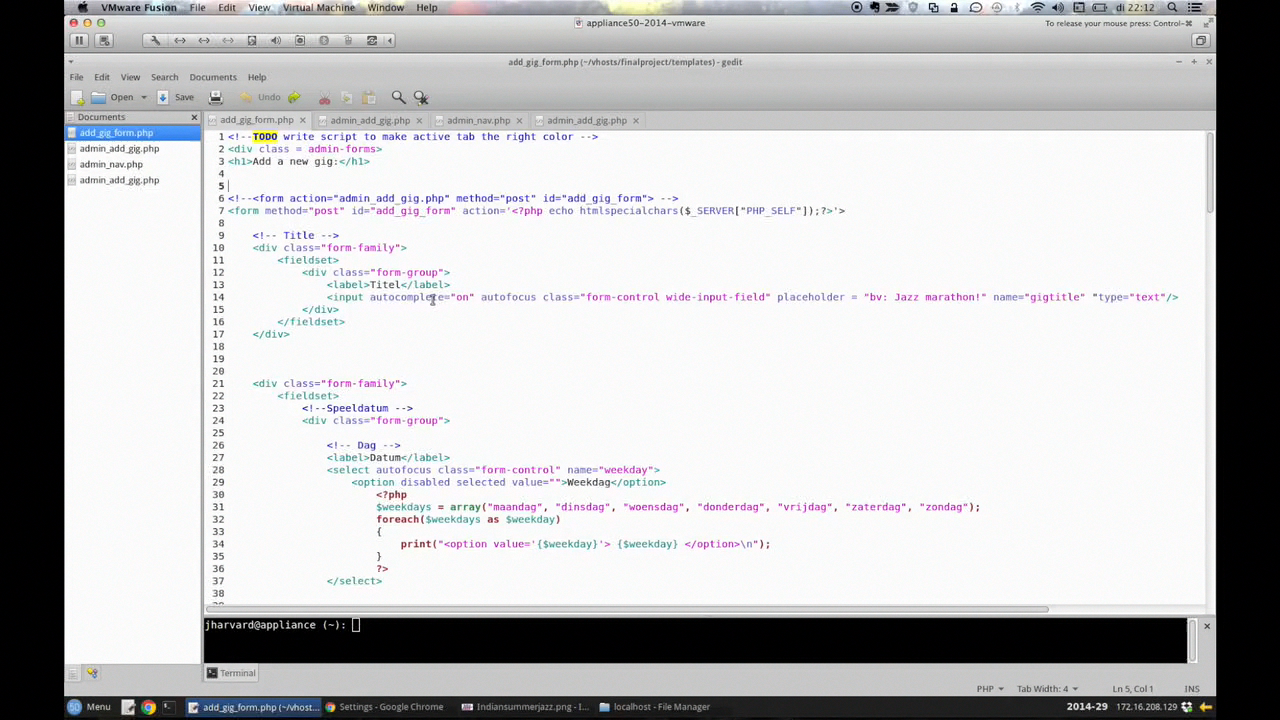 VMware Fusion File Edit View Virtual Machine Window Help di 22:12
appliance50-2014-vmware
To release your mouse press: Control-⌘
add_gig_form.php (~/vhosts/finalproject/templates) - gedit
File Edit View Search Documents Help
Open Save Undo
Documents
add_gig_form.php admin_add_gig.php admin_nav.php admin_add_gig.php
add_gig_form.php
admin_add_gig.php
admin_nav.php
admin_add_gig.php
1 <!--TODO write script to make active tab the right color -->
2 <div class = admin-forms>
3 <h1>Add a new gig:</h1>
4
5
6 <!--<form action="admin_add_gig.php" method="post" id="add_gig_form"> -->
7 <form method="post" id="add_gig_form" action='<?php echo htmlspecialchars($_SERVER["PHP_SELF"]);?>'>
8
9 <!-- Title -->
10 <div class="form-family">
11 <fieldset>
12 <div class="form-group">
13 <label>Titel</label>
14 <input autocomplete="on" autofocus class="form-control wide-input-field" placeholder = "bv: Jazz marathon!" name="gigtitle" "type="text"/>
15 </div>
16 </fieldset>
17 </div>
18
19
20
21 <div class="form-family">
22 <fieldset>
23 <!--Speeldatum -->
24 <div class="form-group">
25
26 <!-- Dag -->
27 <label>Datum</label>
28 <select autofocus class="form-control" name="weekday">
29 <option disabled selected value="">Weekdag</option>
30 <?php
31 $weekdays = array("maandag", "dinsdag", "woensdag", "donderdag", "vrijdag", "zaterdag", "zondag");
32 foreach($weekdays as $weekday)
33 {
34 print("<option value='{$weekday}'> {$weekday} </option>\n");
35 }
36 ?>
37 </select>
38
jharvard@appliance (~):
Terminal
PHP Tab Width: 4 Ln 5, Col 1 INS
50 Menu add_gig_form.php (~/vhost... Settings - Google Chrome Indiansummerjazz.png - I... localhost - File Manager 2014-29 172.16.208.129